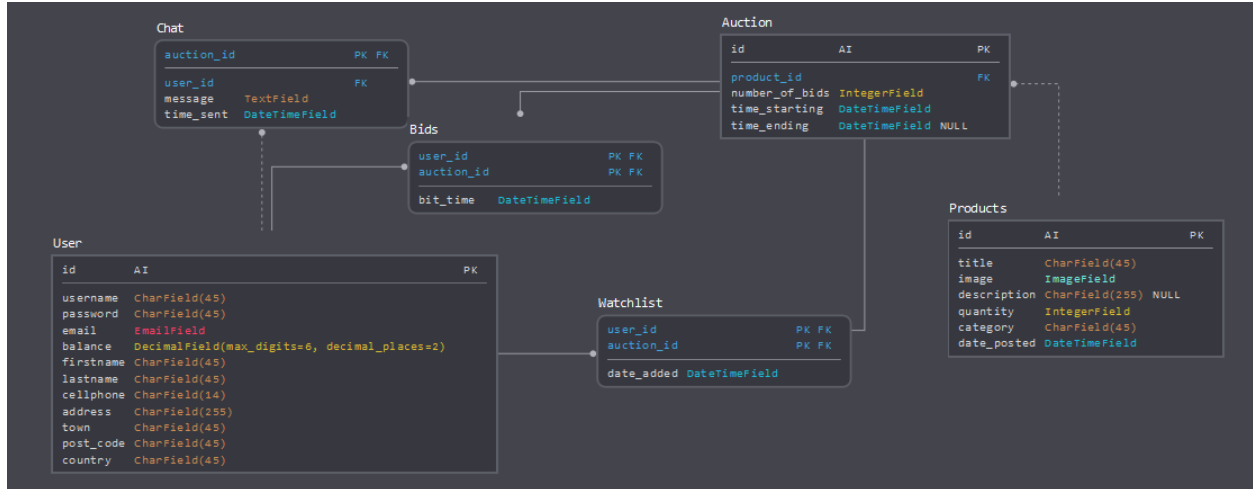 Chat
auction_id PK FK
user_id FK
message TextField
time_sent DateTimeField
Auction
id AI PK
product_id FK
number_of_bids IntegerField
time_starting DateTimeField
time_ending DateTimeField NULL
Bids
user_id PK FK
auction_id PK FK
bit_time DateTimeField
Products
id AI PK
title CharField(45)
image ImageField
description CharField(255) NULL
quantity IntegerField
category CharField(45)
date_posted DateTimeField
User
id AI PK
username CharField(45)
password CharField(45)
email EmailField
balance DecimalField(max_digits=6, decimal_places=2)
firstname CharField(45)
lastname CharField(45)
cellphone CharField(14)
address CharField(255)
town CharField(45)
post_code CharField(45)
country CharField(45)
Watchlist
user_id PK FK
auction_id PK FK
date_added DateTimeField